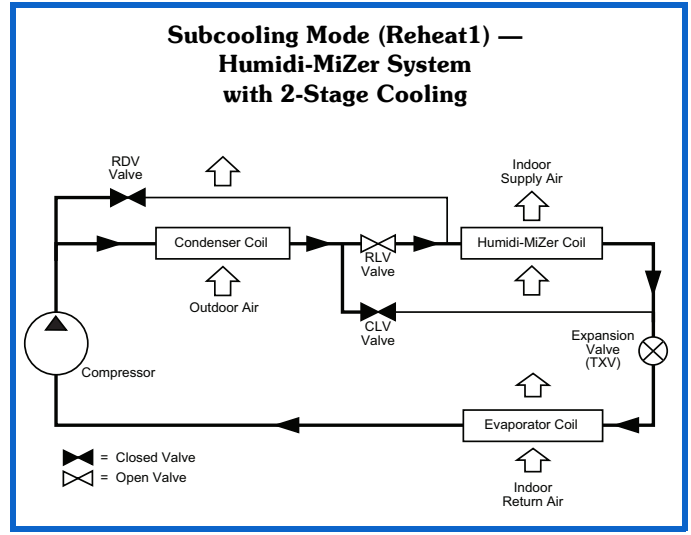 Subcooling Mode (Reheat1) —
Humidi-MiZer System
with 2-Stage Cooling
RDV
Valve
Indoor
Supply Air
Condenser Coil
RLV
Valve
Humidi-MiZer Coil
Outdoor Air
CLV
Valve
Expansion
Valve
(TXV)
Compressor
Evaporator Coil
= Closed Valve
= Open Valve
Indoor
Return Air